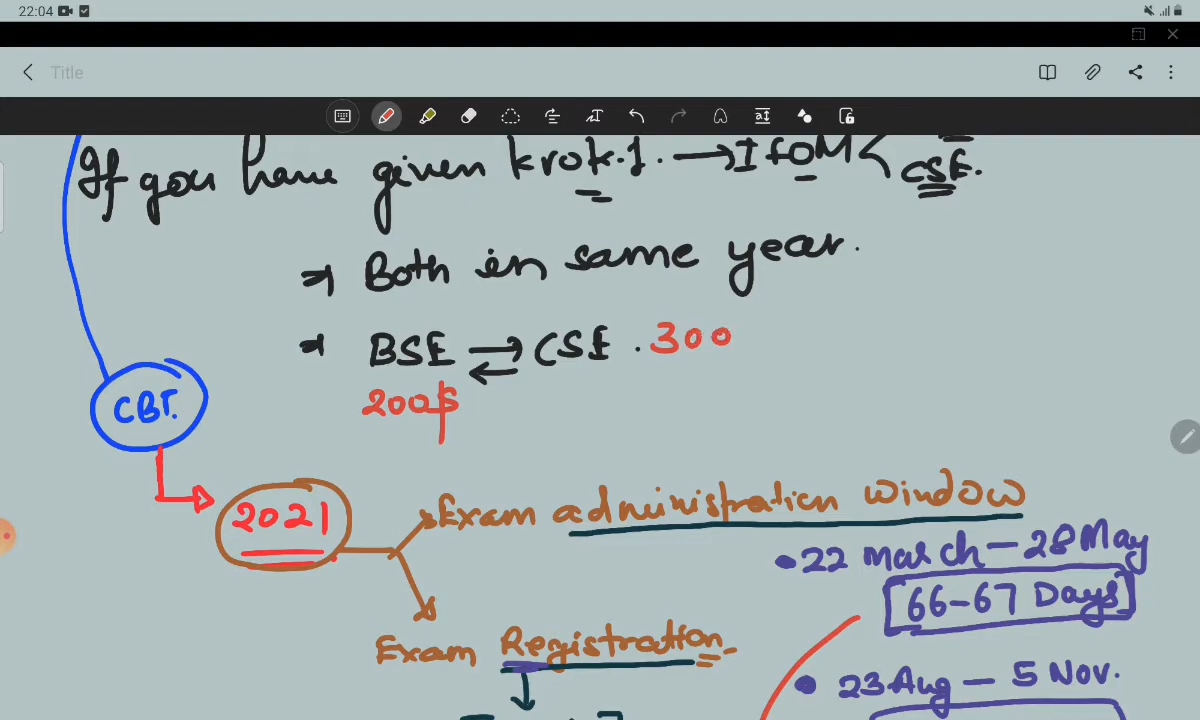 22:04
Title
If you have given krok.1. → IfOM < CSE.
⇒ Both in same year.
⇒ BSE ⇄ CSE . 300
200$
CBT.
2021
Exam administration window
• 22 March – 28 May
[66-67 Days]
Exam Registration
• 23 Aug – 5 Nov.